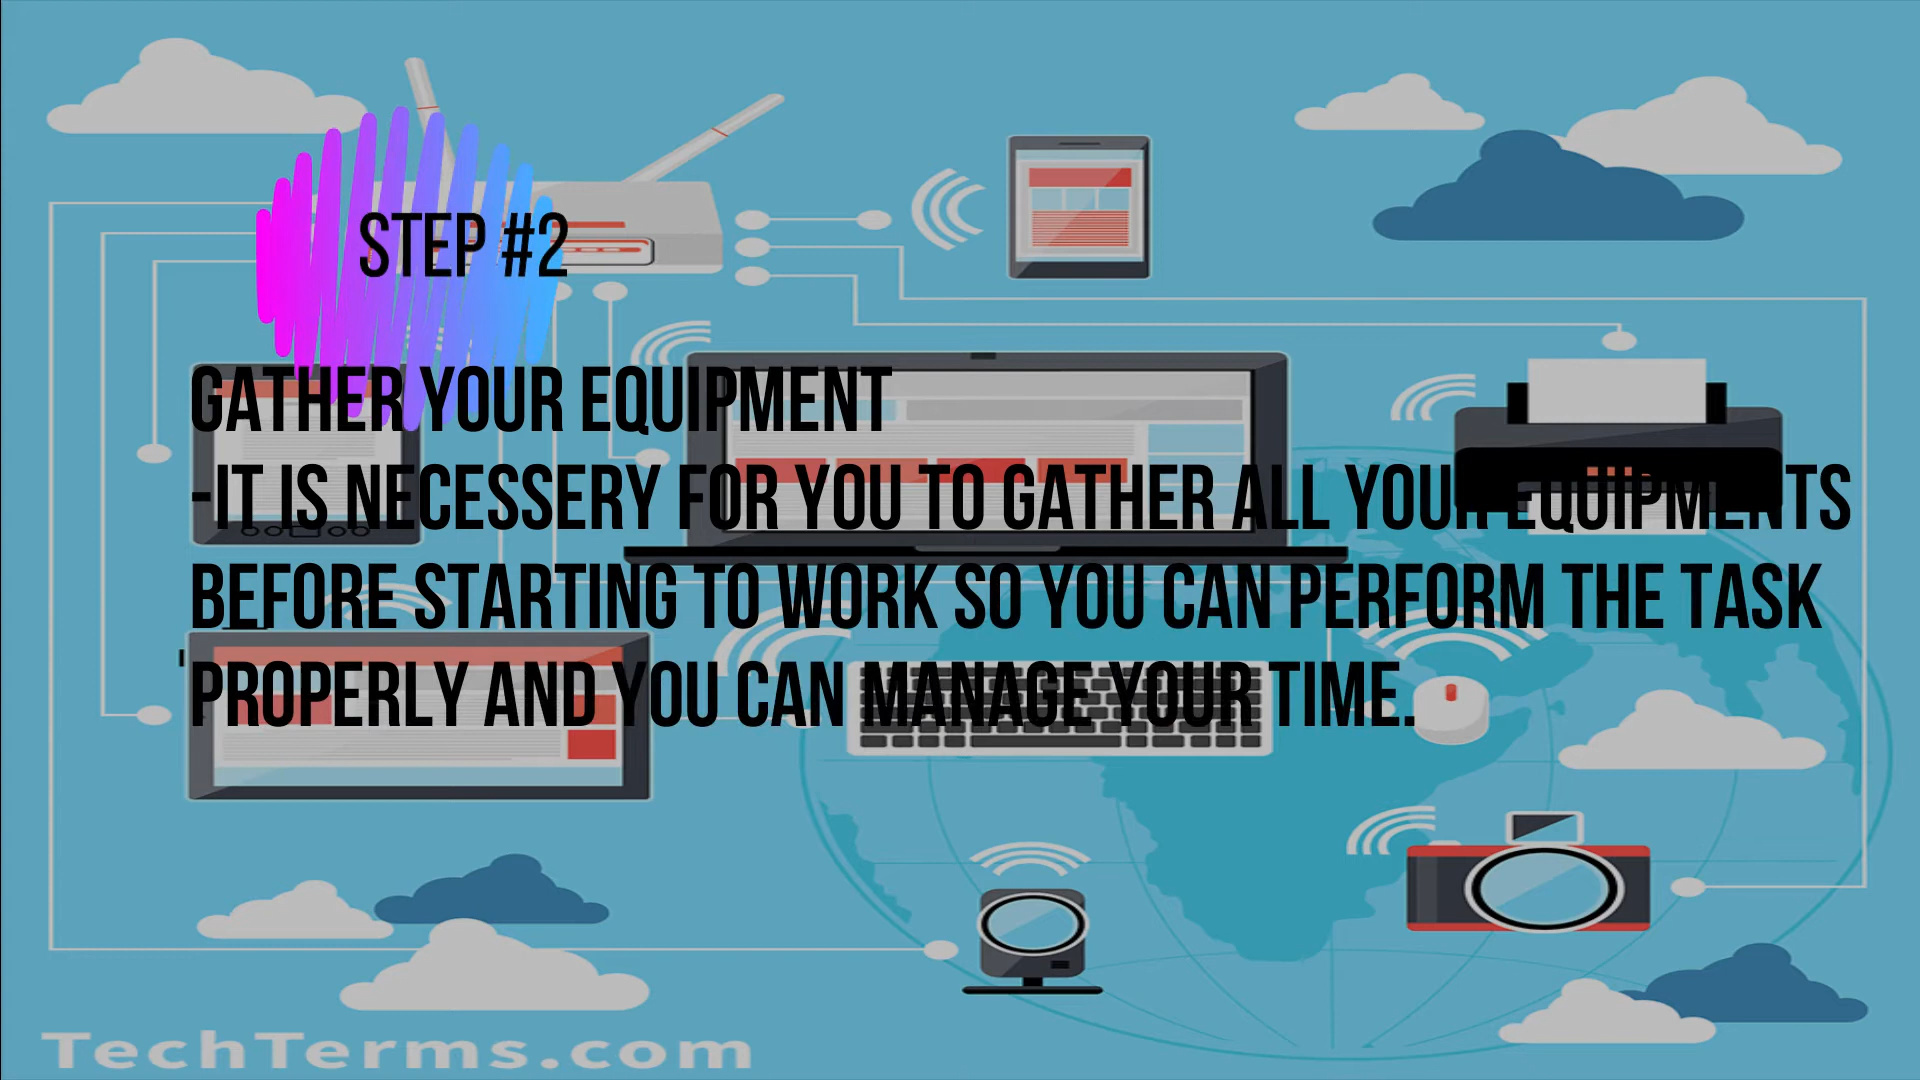 STEP #2
GATHER YOUR EQUIPMENT
-IT IS NECESSERY FOR YOU TO GATHER ALL YOUR EQUIPMENTS
BEFORE STARTING TO WORK SO YOU CAN PERFORM THE TASK
PROPERLY AND YOU CAN MANAGE YOUR TIME.
TechTerms.com